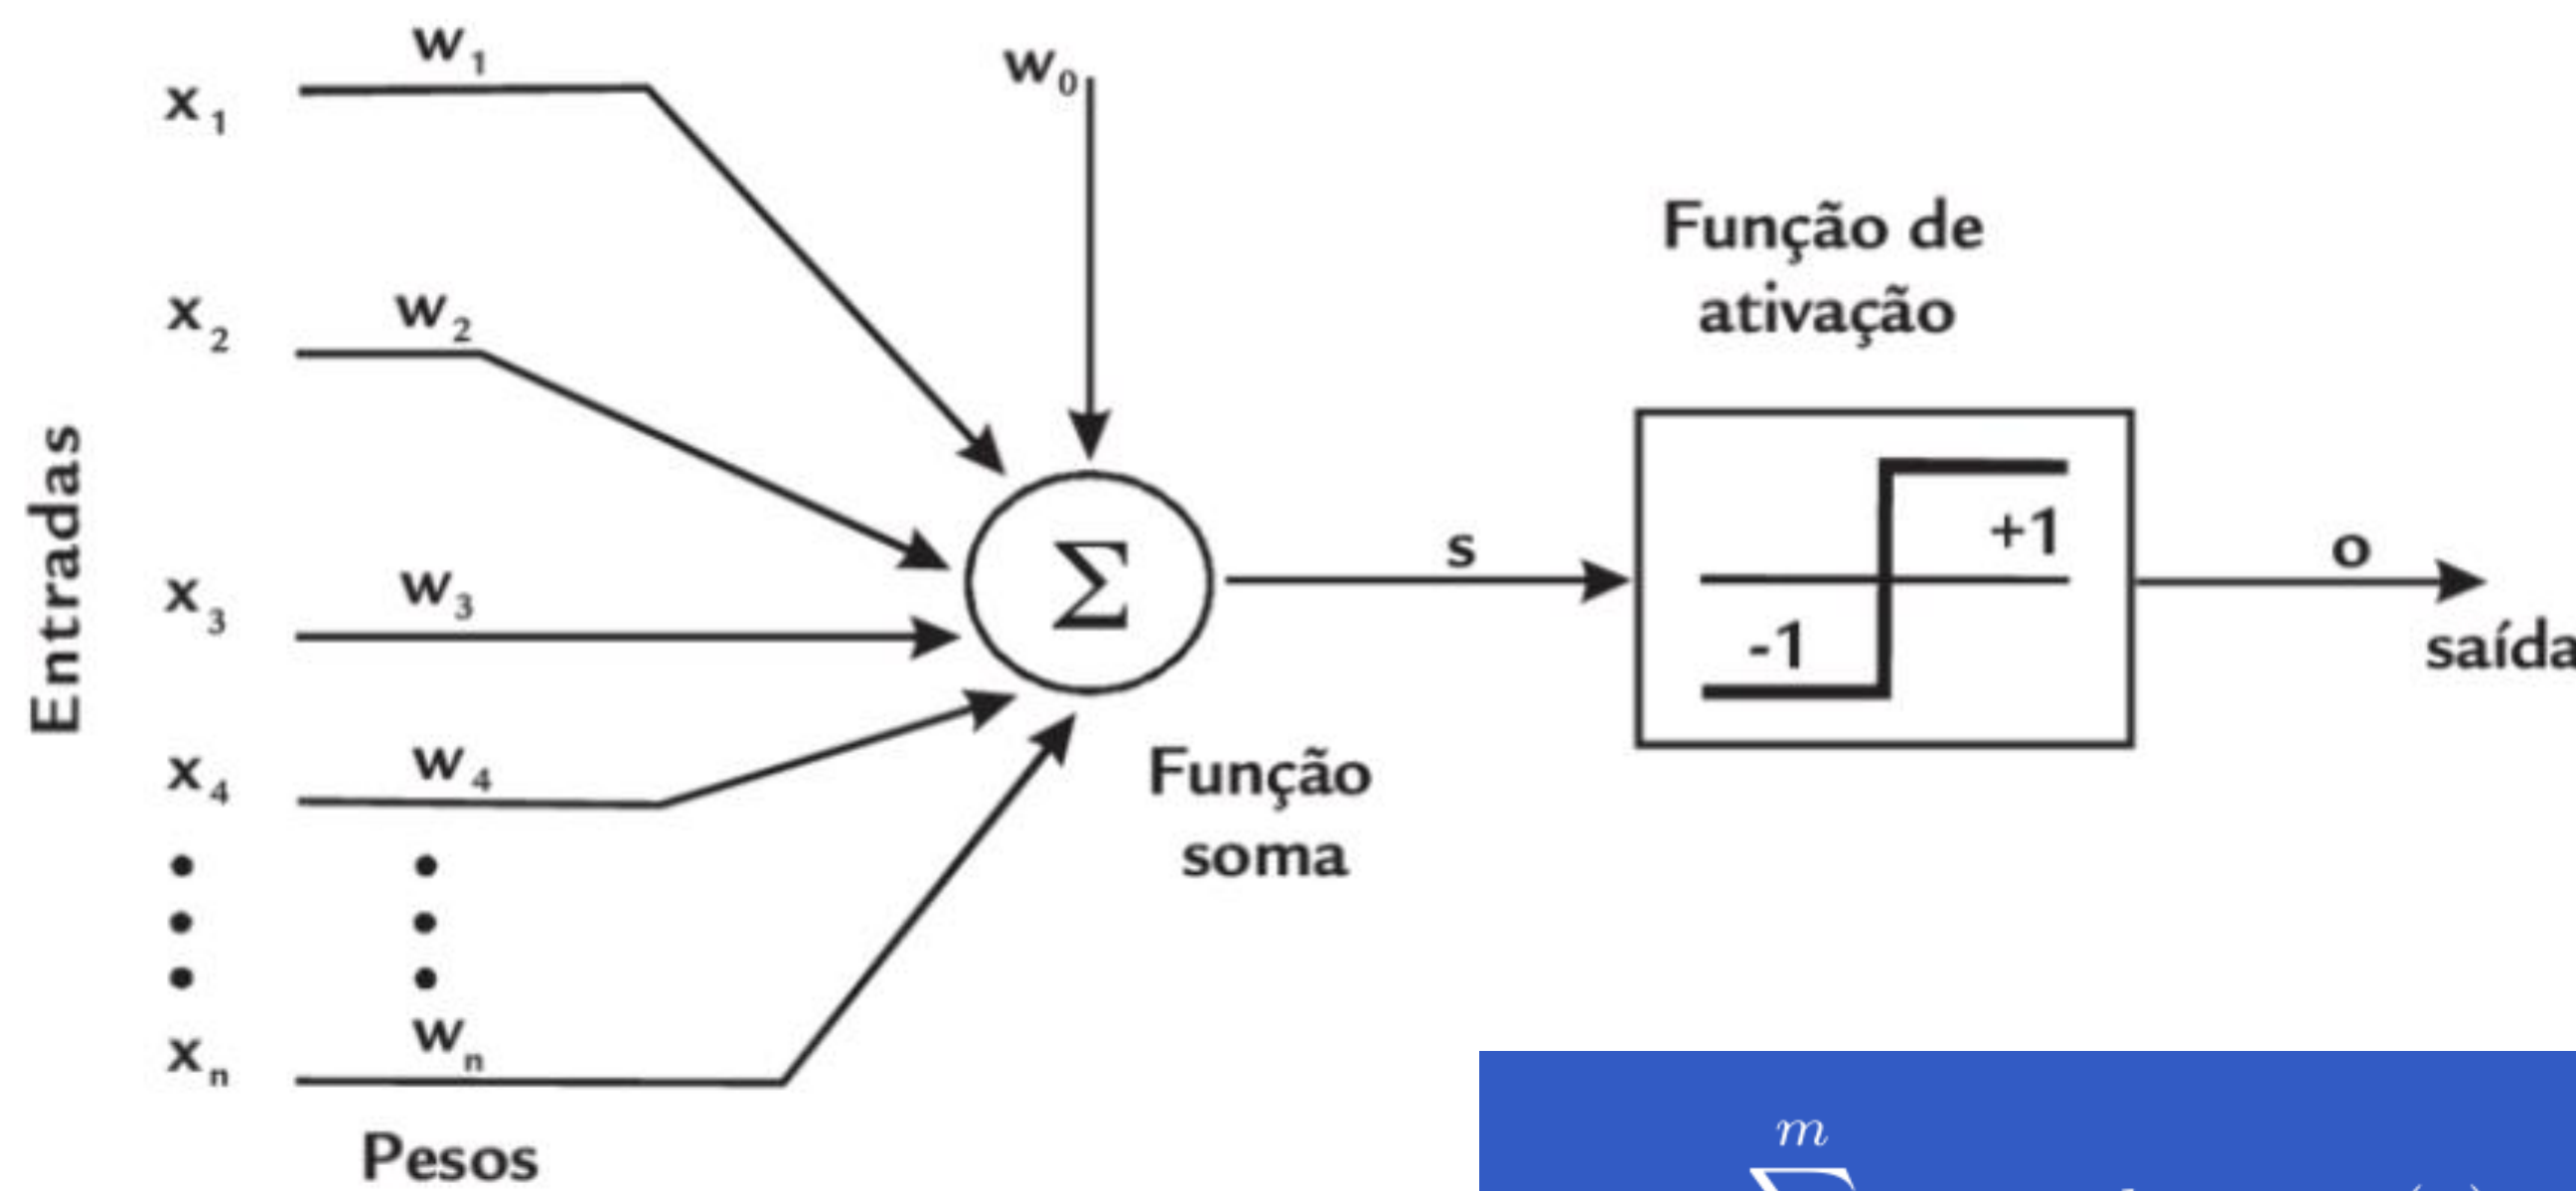 w₁
x₁
w₀
Função de
ativação
x₂
w₂
Entradas
+1
-1
Σ
s
o
saída
x₃
w₃
x₄
w₄
Função
soma
xₙ
wₙ
Pesos
m
∑